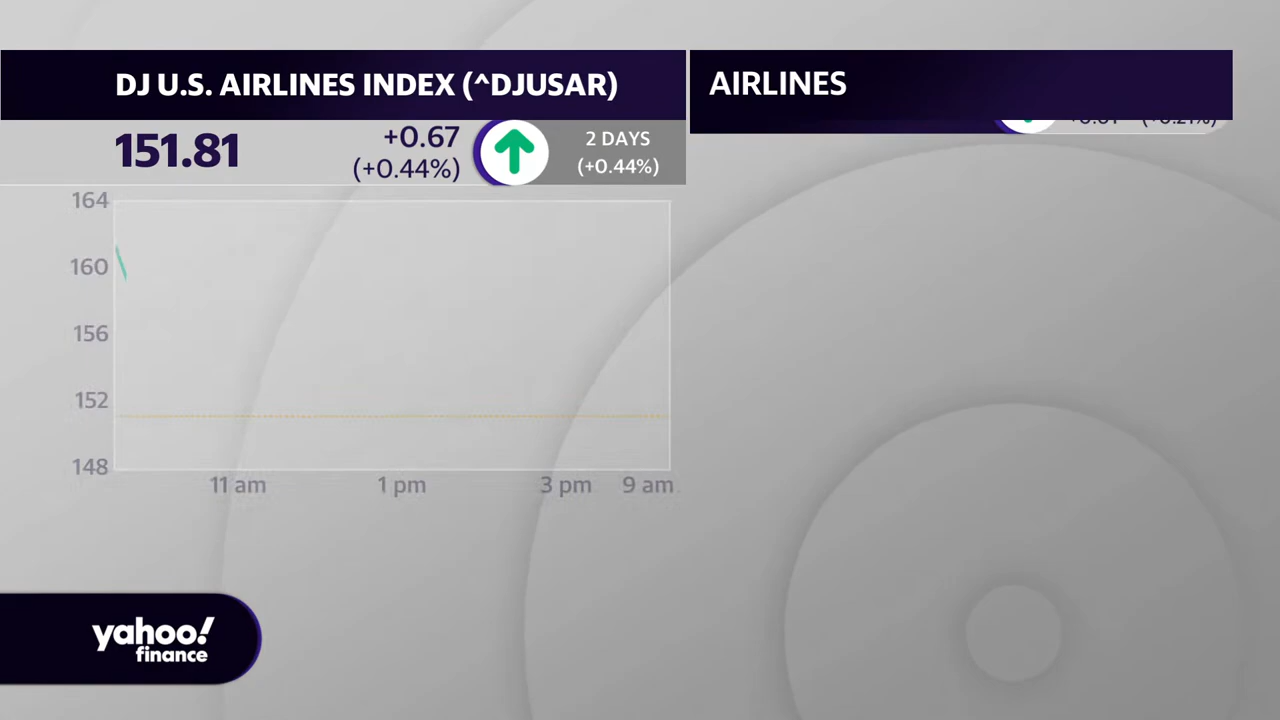 DJ U.S. AIRLINES INDEX (^DJUSAR)
151.81
+0.67
(+0.44%)
2 DAYS
(+0.44%)
164
160
156
152
148
11 am
1 pm
3 pm
9 am
AIRLINES
yahoo!
finance